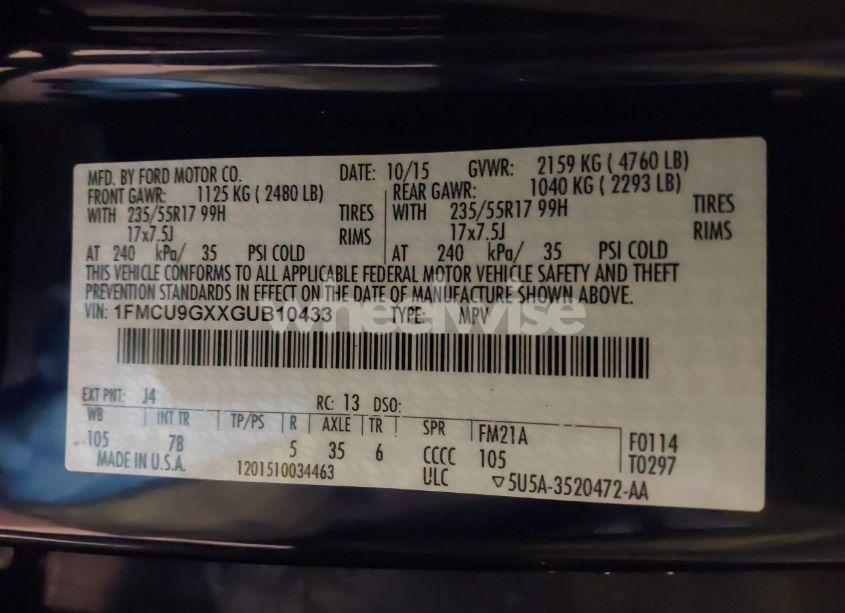 MFD. BY FORD MOTOR CO. DATE: 10/15 GVWR: 2159 KG ( 4760 LB)
FRONT GAWR: 1125 KG ( 2480 LB) REAR GAWR: 1040 KG ( 2293 LB)
WITH 235/55R17 99H TIRES WITH 235/55R17 99H TIRES
17x7.5J RIMS 17x7.5J RIMS
AT 240 kPa/ 35 PSI COLD AT 240 kPa/ 35 PSI COLD
THIS VEHICLE CONFORMS TO ALL APPLICABLE FEDERAL MOTOR VEHICLE SAFETY AND THEFT
PREVENTION STANDARDS IN EFFECT ON THE DATE OF MANUFACTURE SHOWN ABOVE.
VIN: 1FMCU9GXXGUB10433 TYPE: MPV
wheelwise
EXT PNT: J4 RC: 13 DSO:
WB INT TR TP/PS R AXLE TR SPR FM21A F0114
105 7B 5 35 6 CCCC 105 T0297
MADE IN U.S.A. 1201510034463 ULC ▽5U5A-3520472-AA